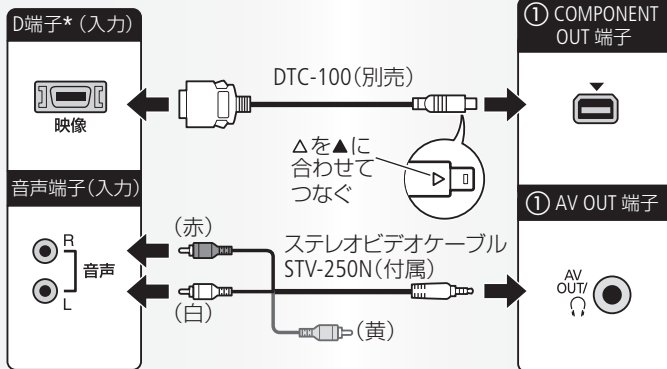 D端子*(入力)
映像
DTC-100(別売)
△を▲に
合わせて
つなぐ
① COMPONENT
OUT 端子
音声端子(入力)
R
音声
L
(赤)
(白)
(黄)
ステレオビデオケーブル
STV-250N(付属)
① AV OUT 端子
AV
OUT/